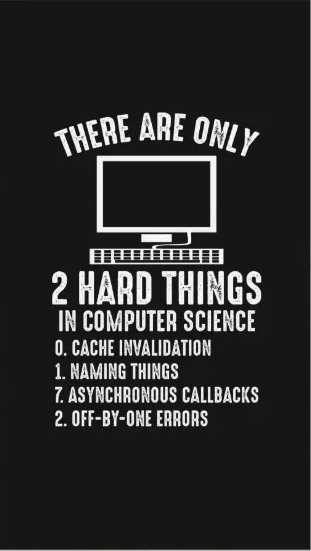 THERE ARE ONLY
2 HARD THINGS
IN COMPUTER SCIENCE
0. CACHE INVALIDATION
1. NAMING THINGS
7. ASYNCHRONOUS CALLBACKS
2. OFF-BY-ONE ERRORS